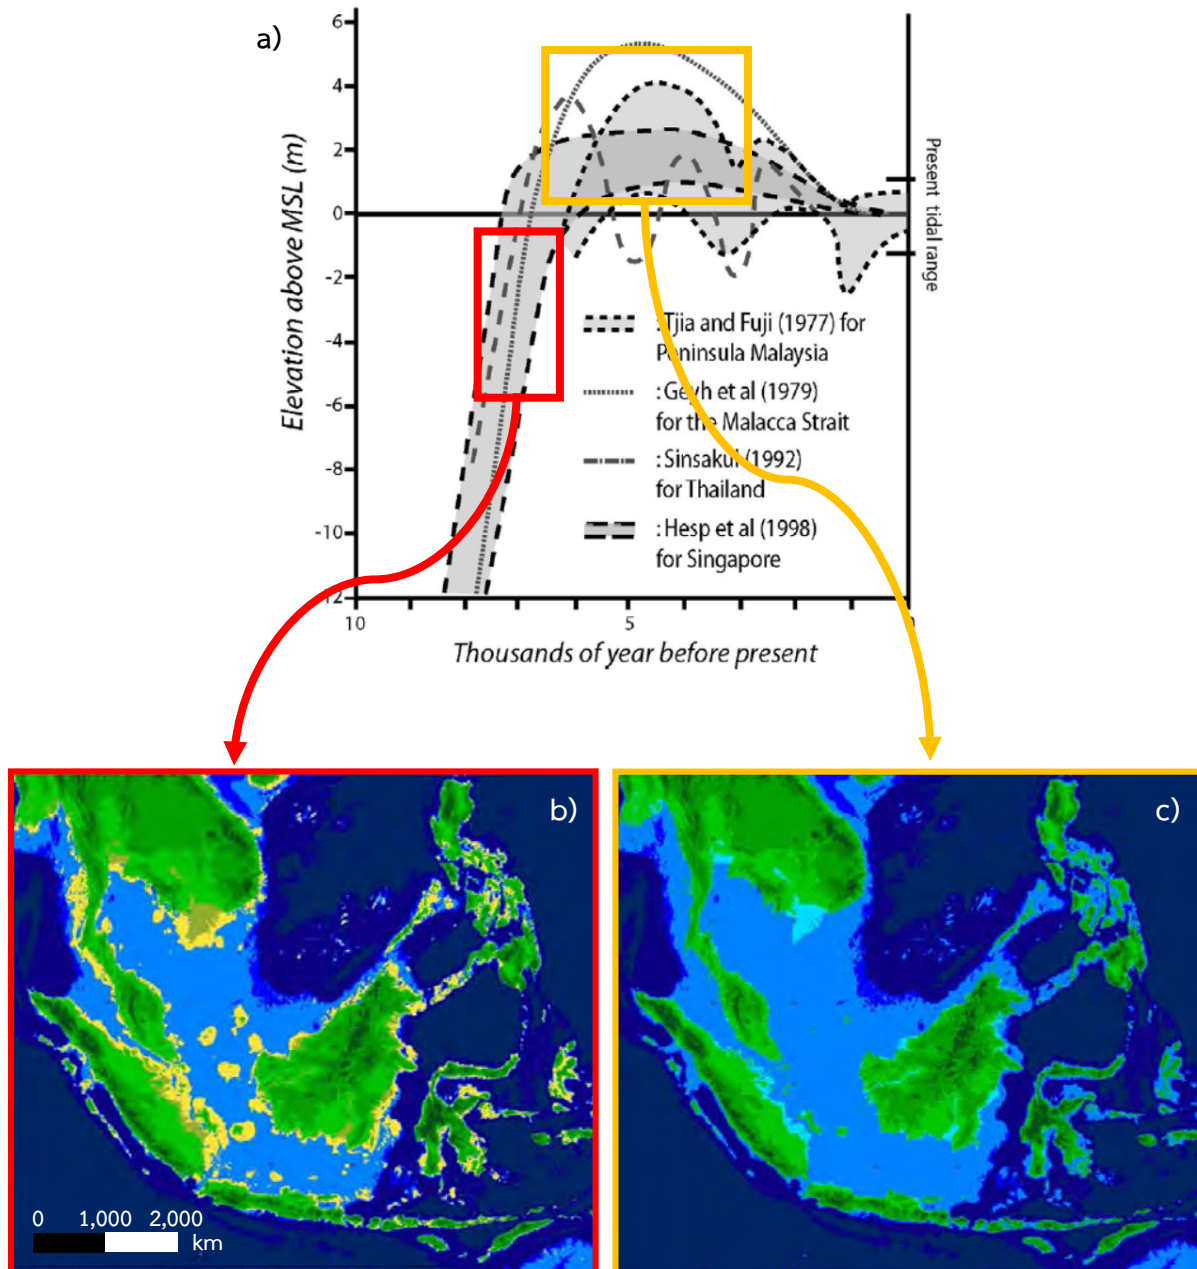 a)
6
4
2
0
-2
-4
-6
-8
-10
-12
Elevation above MSL (m)
Present tidal range
: Tjia and Fuji (1977) for
Peninsula Malaysia
: Geyh et al (1979)
for the Malacca Strait
: Sinsakul (1992)
for Thailand
: Hesp et al (1998)
for Singapore
10 5 0
Thousands of year before present
b)
c)
0 1,000 2,000
km